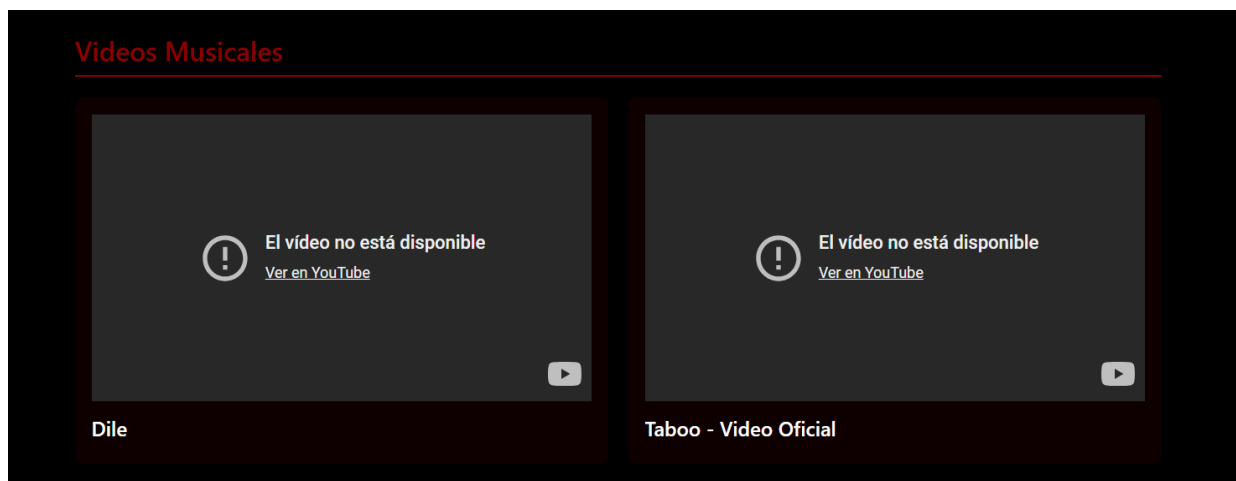 Videos Musicales
El vídeo no está disponible
Ver en YouTube
El vídeo no está disponible
Ver en YouTube
Dile
Taboo - Video Oficial